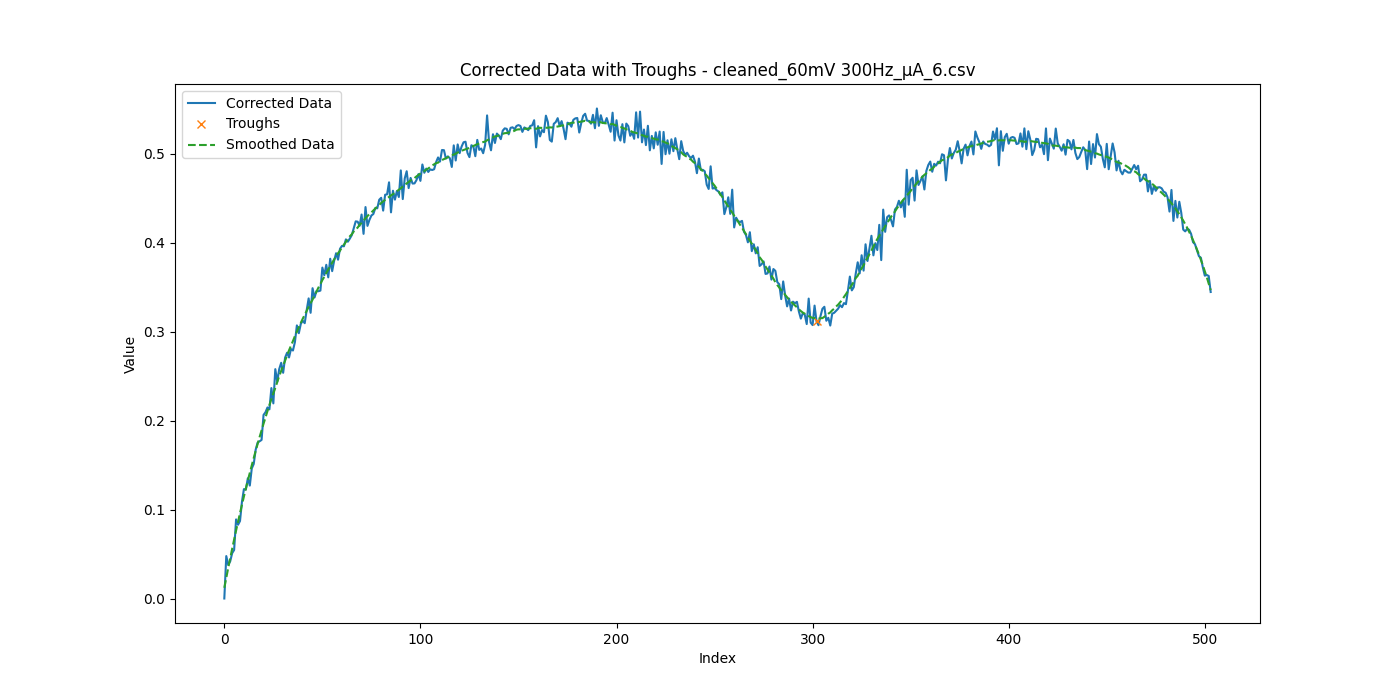 Corrected Data with Troughs - cleaned_60mV 300Hz_μA_6.csv
Corrected Data
Troughs
Smoothed Data
Value
0.5
0.4
0.3
0.2
0.1
0.0
0 100 200 300 400 500
Index